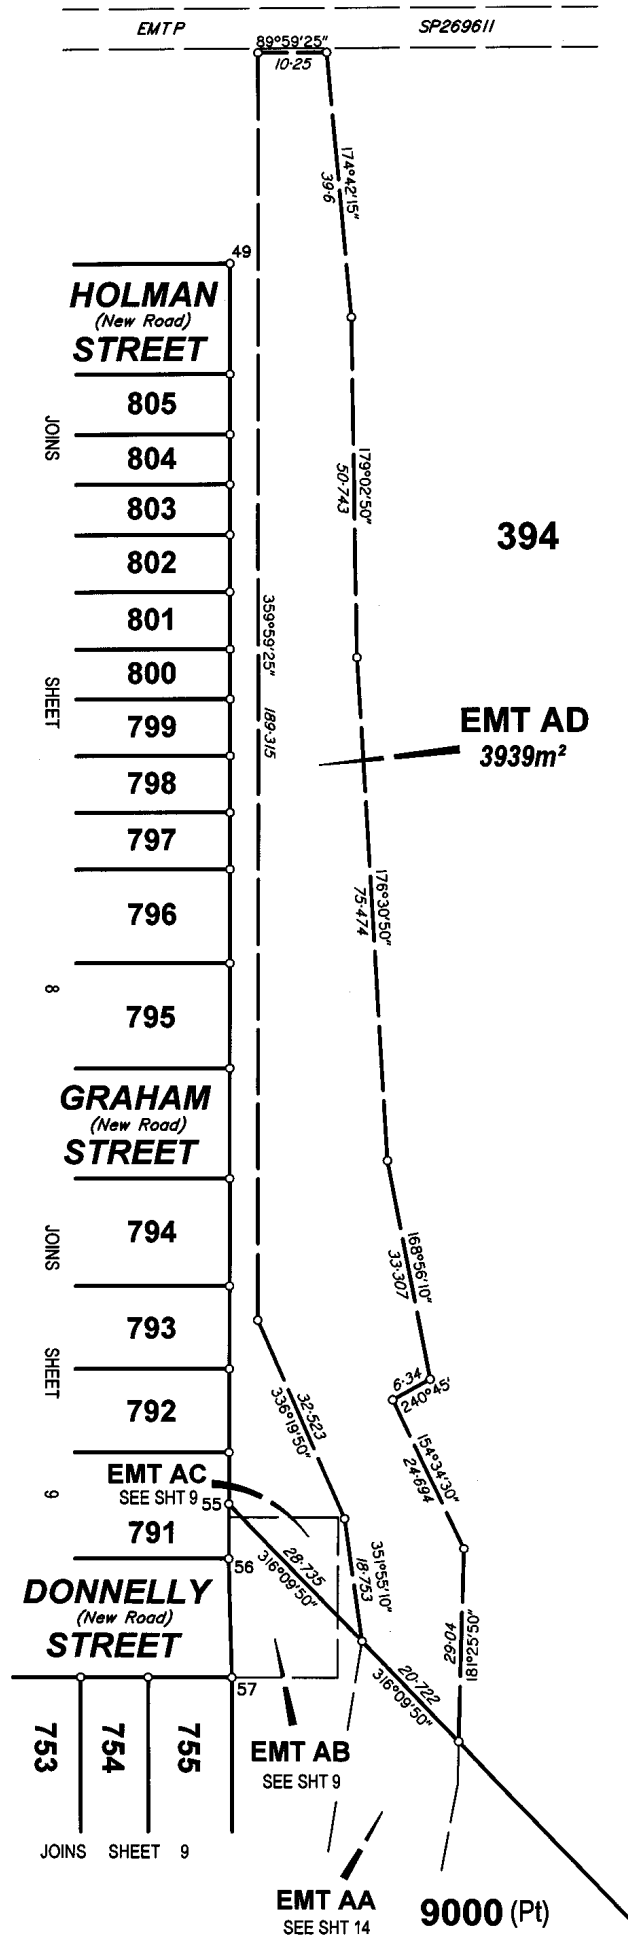 EMT P
SP269611
89°59'25"
10·25
174°42'15"
39·6
49
HOLMAN
(New Road)
STREET
805
JOINS
804
179°02'50"
50·743
803
394
802
359°59'25"
801
800
SHEET
799
189·315
EMT AD
3939m²
798
797
176°30'50"
75·474
796
8
795
GRAHAM
(New Road)
STREET
794
JOINS
168°56'10"
33·307
793
SHEET
6·34
240°45'
32·523
336°19'50"
792
154°34'30"
24·694
EMT AC
SEE SHT 9
9
55
791
28·735
316°09'50"
351°55'10"
18·753
56
DONNELLY
(New Road)
STREET
29·04
181°25'50"
57
20·722
316°09'50"
753
754
755
EMT AB
SEE SHT 9
JOINS SHEET 9
EMT AA
SEE SHT 14
9000 (Pt)